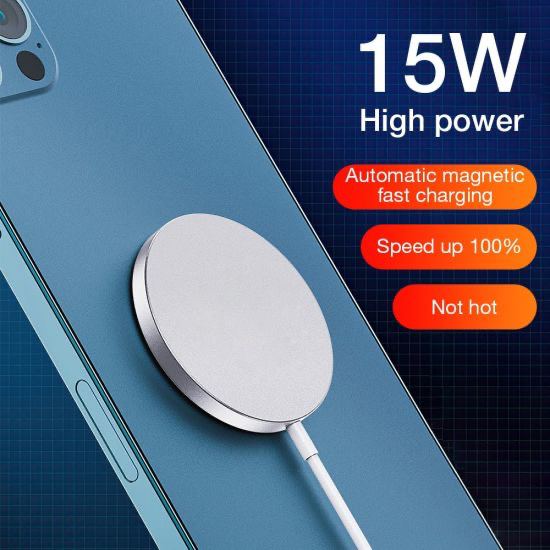 15W
High power
Automatic magnetic
fast charging
Speed up 100%
Not hot